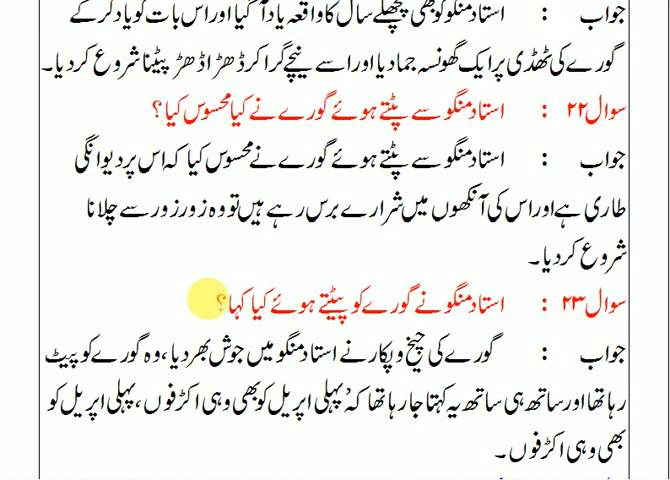 جواب : استاد منگو کو بھی پچھلے سال کا واقعہ یاد آ گیا اور اس بات کو یاد کر کے
گورے کی ٹھڈی پر ایک گھونسہ جما دیا اور اسے نیچے گرا کر دھڑا دھڑ پیٹنا شروع کر دیا۔
سوال ۲۲ : استاد منگو سے پٹتے ہوئے گورے نے کیا محسوس کیا؟
جواب : استاد منگو سے پٹتے ہوئے گورے نے محسوس کیا کہ اس پر دیوانگی
طاری ہے اور اس کی آنکھوں میں شرارے برس رہے ہیں تو وہ زور زور سے چلانا
شروع کر دیا۔
سوال ۲۳ : استاد منگو نے گورے کو پیٹتے ہوئے کیا کہا؟
جواب : گورے کی چیخ و پکار نے استاد منگو میں جوش بھر دیا، وہ گورے کو پیٹ
رہا تھا اور ساتھ ہی ساتھ یہ کہتا جا رہا تھا کہ ’پہلی اپریل کو بھی وہی اکڑفوں، پہلی اپریل کو
بھی وہی اکڑفوں۔